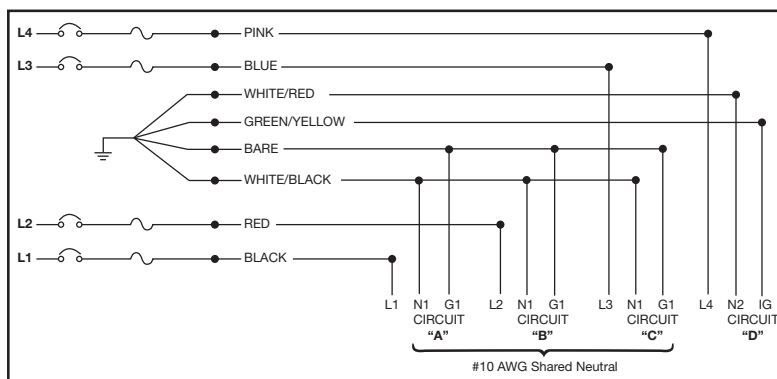 L4 PINK
L3 BLUE
WHITE/RED
GREEN/YELLOW
BARE
WHITE/BLACK
L2 RED
L1 BLACK
L1 N1 G1 L2 N1 G1 L3 N1 G1 L4 N2 IG
CIRCUIT CIRCUIT CIRCUIT CIRCUIT
“A” “B” “C” “D”
#10 AWG Shared Neutral